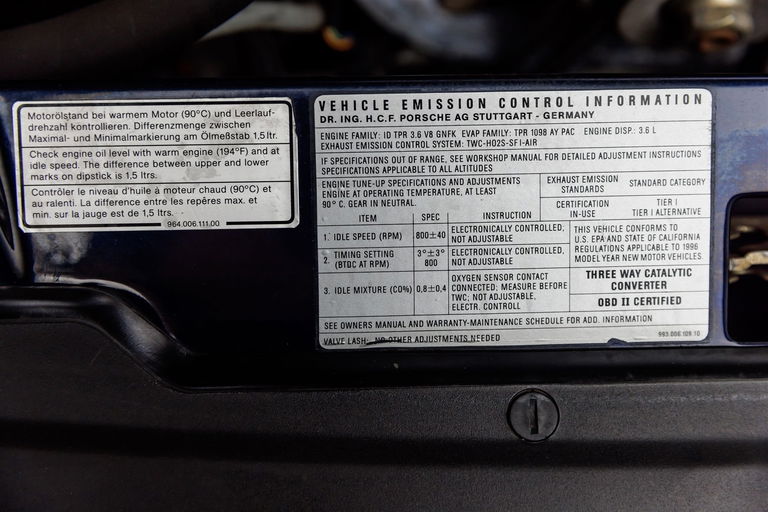 Motorölstand bei warmem Motor (90°C) und Leerlauf-
drehzahl kontrollieren. Differenzmenge zwischen
Maximal- und Minimalmarkierung am Ölmeßstab 1,5 ltr.
Check engine oil level with warm engine (194°F) and at
idle speed. The difference between upper and lower
marks on dipstick is 1,5 ltrs.
Contrôler le niveau d'huile à moteur chaud (90°C) et
au ralenti. La différence entre les repères max. et
min. sur la jauge est de 1,5 ltrs.
964.006.111.00
VEHICLE EMISSION CONTROL INFORMATION
DR. ING. H.C.F. PORSCHE AG STUTTGART - GERMANY
ENGINE FAMILY: ID TPR 3.6 V8 GNFK EVAP FAMILY: TPR 1098 AY PAC ENGINE DISP.: 3.6 L
EXHAUST EMISSION CONTROL SYSTEM: TWC-HO2S-SFI-AIR
IF SPECIFICATIONS OUT OF RANGE, SEE WORKSHOP MANUAL FOR DETAILED ADJUSTMENT INSTRUCTIONS
SPECIFICATIONS APPLICABLE TO ALL ALTITUDES
ENGINE TUNE-UP SPECIFICATIONS AND ADJUSTMENTS
ENGINE AT OPERATING TEMPERATURE, AT LEAST
90° C. GEAR IN NEUTRAL.
EXHAUST EMISSION STANDARDS
STANDARD CATEGORY
CERTIFICATION
IN-USE
TIER I
TIER I ALTERNATIVE
ITEM SPEC INSTRUCTION
1. IDLE SPEED (RPM) 800±40 ELECTRONICALLY CONTROLLED,
NOT ADJUSTABLE
2. TIMING SETTING
(BTDC AT RPM)
3°±3°
800
ELECTRONICALLY CONTROLLED,
NOT ADJUSTABLE
3. IDLE MIXTURE (CO%) 0,8±0,4
OXYGEN SENSOR CONTACT
CONNECTED; MEASURE BEFORE
TWC; NOT ADJUSTABLE,
ELECTR. CONTROLL
THIS VEHICLE CONFORMS TO
U.S. EPA AND STATE OF CALIFORNIA
REGULATIONS APPLICABLE TO 1996
MODEL YEAR NEW MOTOR VEHICLES.
THREE WAY CATALYTIC
CONVERTER
OBD II CERTIFIED
SEE OWNERS MANUAL AND WARRANTY-MAINTENANCE SCHEDULE FOR ADD. INFORMATION
VALVE LASH: NO OTHER ADJUSTMENTS NEEDED
993.006.109.10